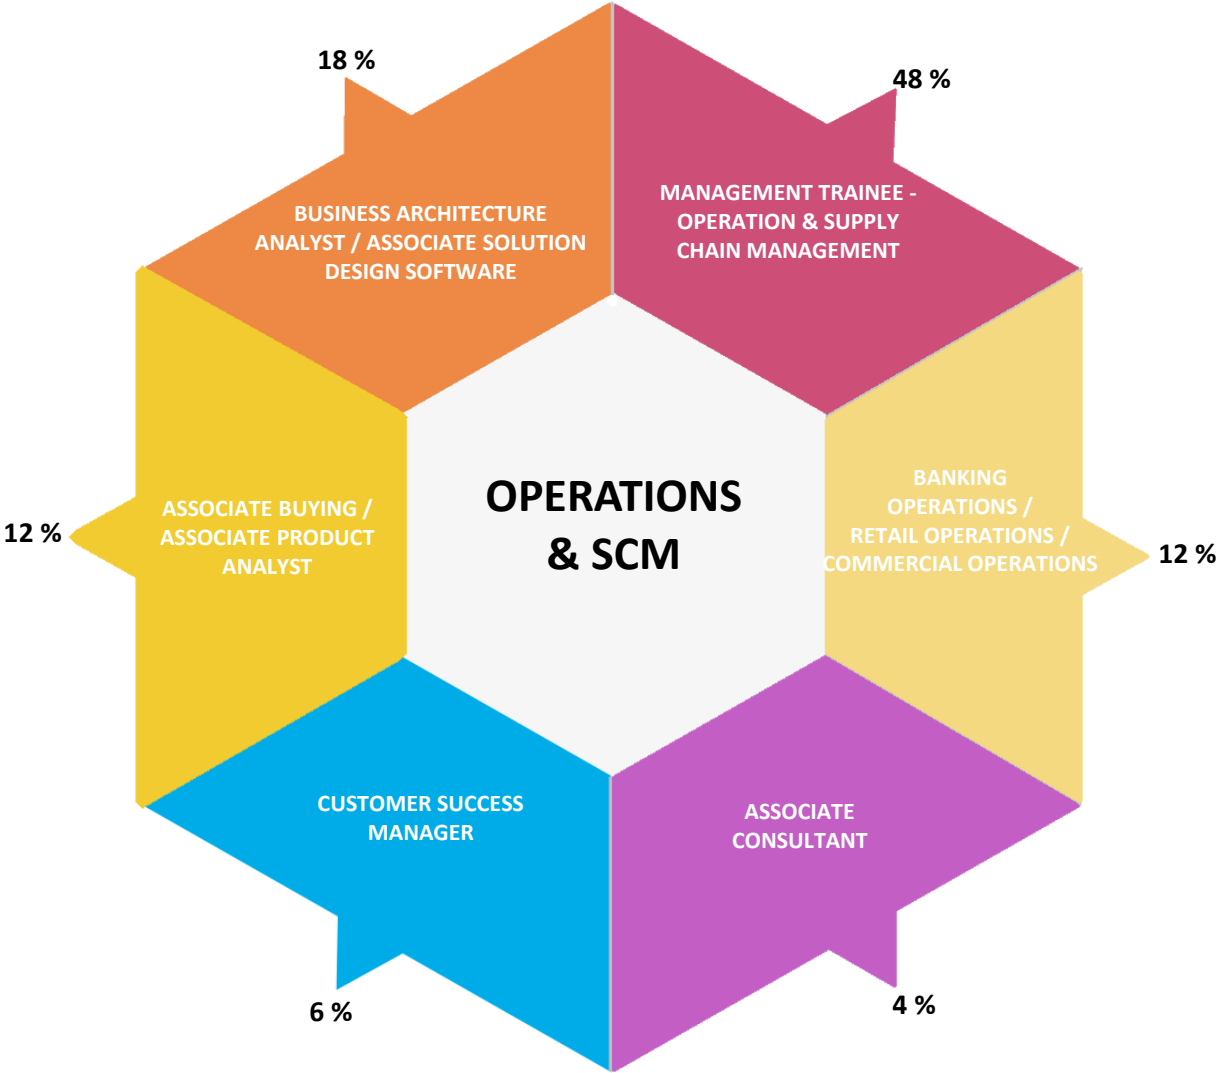 18 %
48 %
BUSINESS ARCHITECTURE
ANALYST / ASSOCIATE SOLUTION
DESIGN SOFTWARE
MANAGEMENT TRAINEE -
OPERATION & SUPPLY
CHAIN MANAGEMENT
12 %
ASSOCIATE BUYING /
ASSOCIATE PRODUCT
ANALYST
OPERATIONS
& SCM
BANKING
OPERATIONS /
RETAIL OPERATIONS /
COMMERCIAL OPERATIONS
12 %
CUSTOMER SUCCESS
MANAGER
ASSOCIATE
CONSULTANT
6 %
4 %